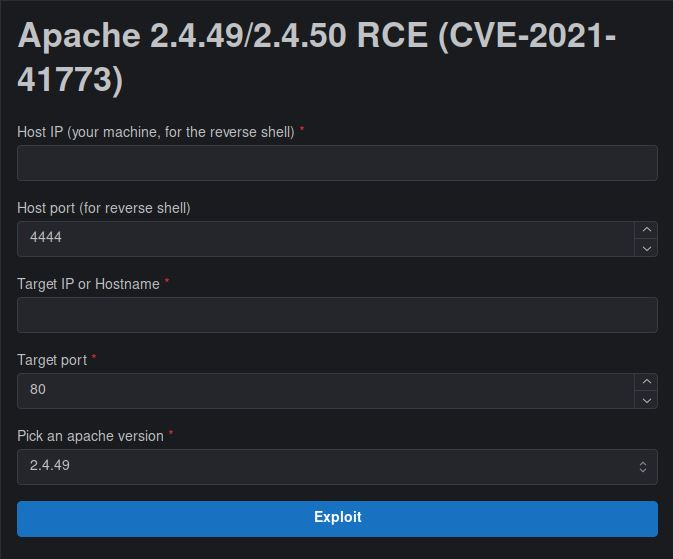 Apache 2.4.49/2.4.50 RCE (CVE-2021-
41773)
Host IP (your machine, for the reverse shell) *
Host port (for reverse shell)
4444
Target IP or Hostname *
Target port *
80
Pick an apache version *
2.4.49
Exploit